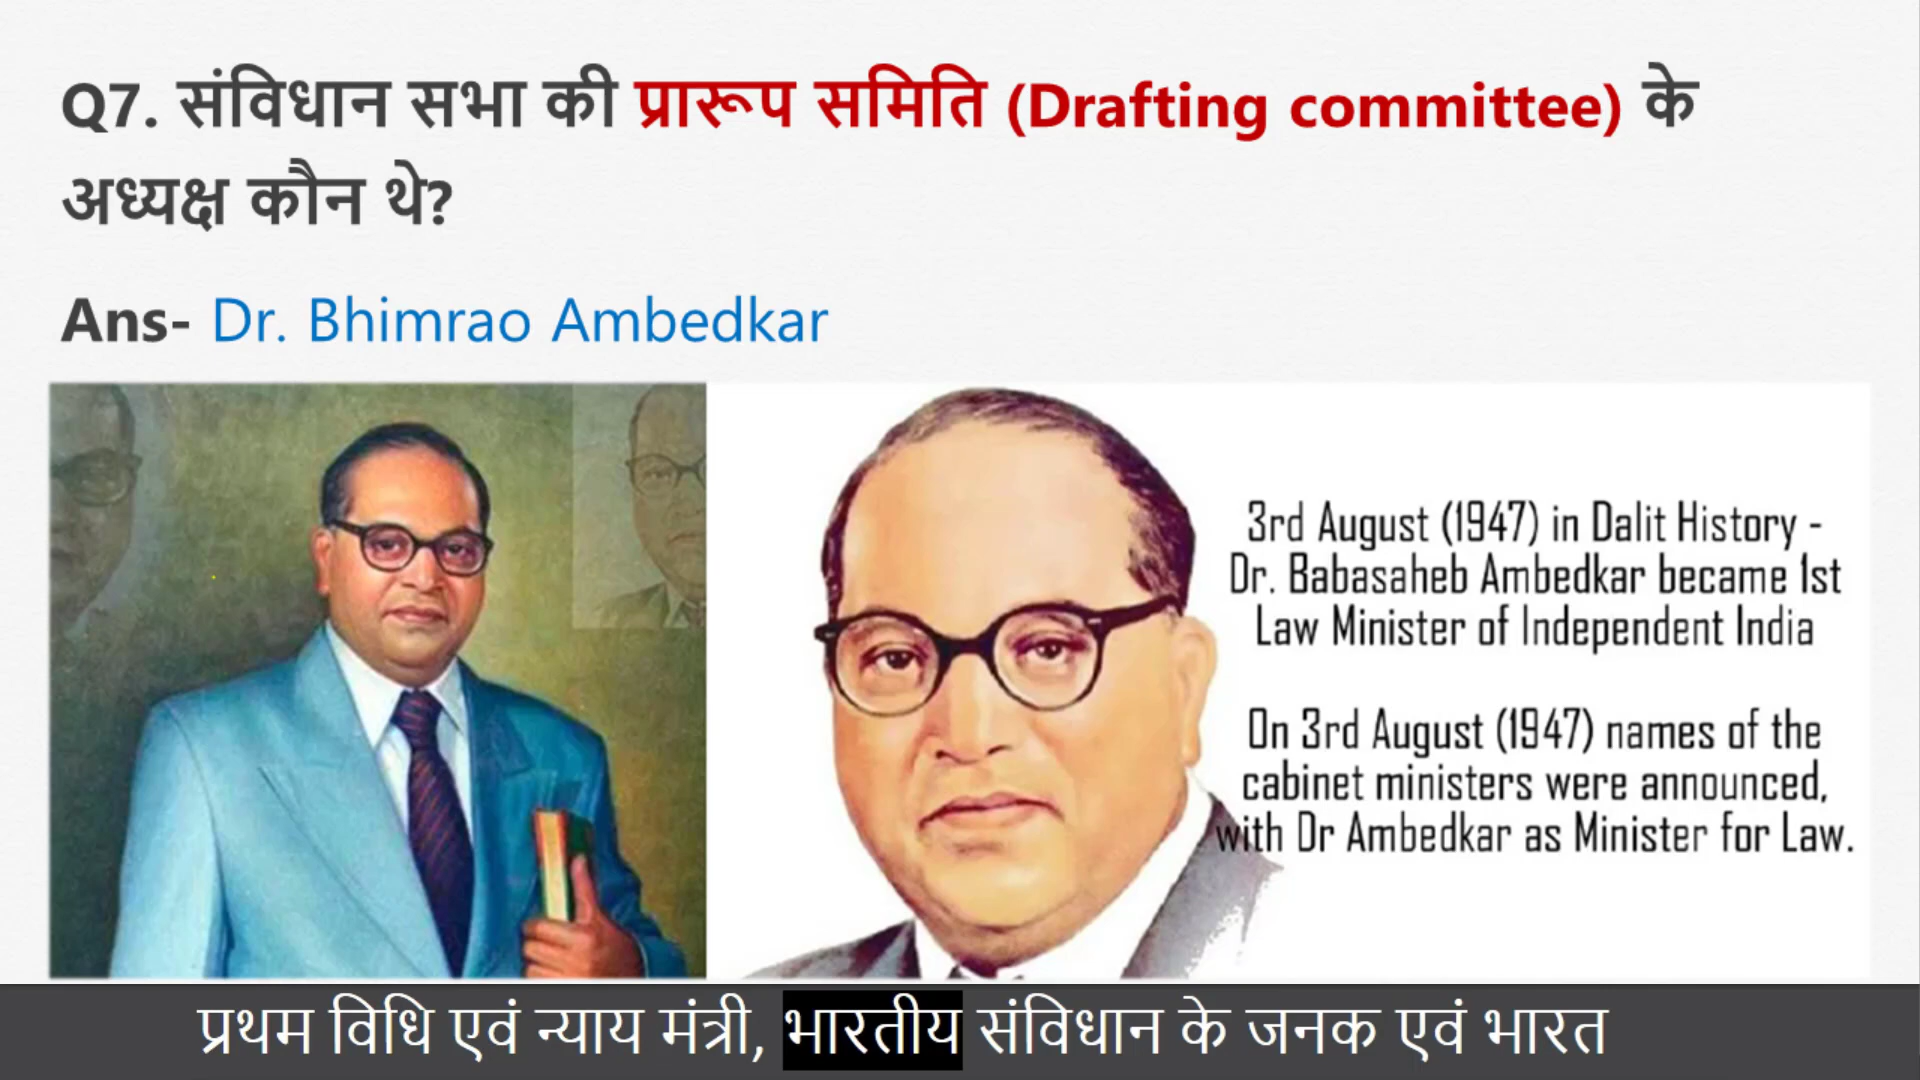 Q7. संविधान सभा की प्रारूप समिति (Drafting committee) के
अध्यक्ष कौन थे?
Ans- Dr. Bhimrao Ambedkar
3rd August (1947) in Dalit History -
Dr. Babasaheb Ambedkar became 1st
Law Minister of Independent India
On 3rd August (1947) names of the
cabinet ministers were announced,
with Dr Ambedkar as Minister for Law.
प्रथम विधि एवं न्याय मंत्री, भारतीय संविधान के जनक एवं भारत